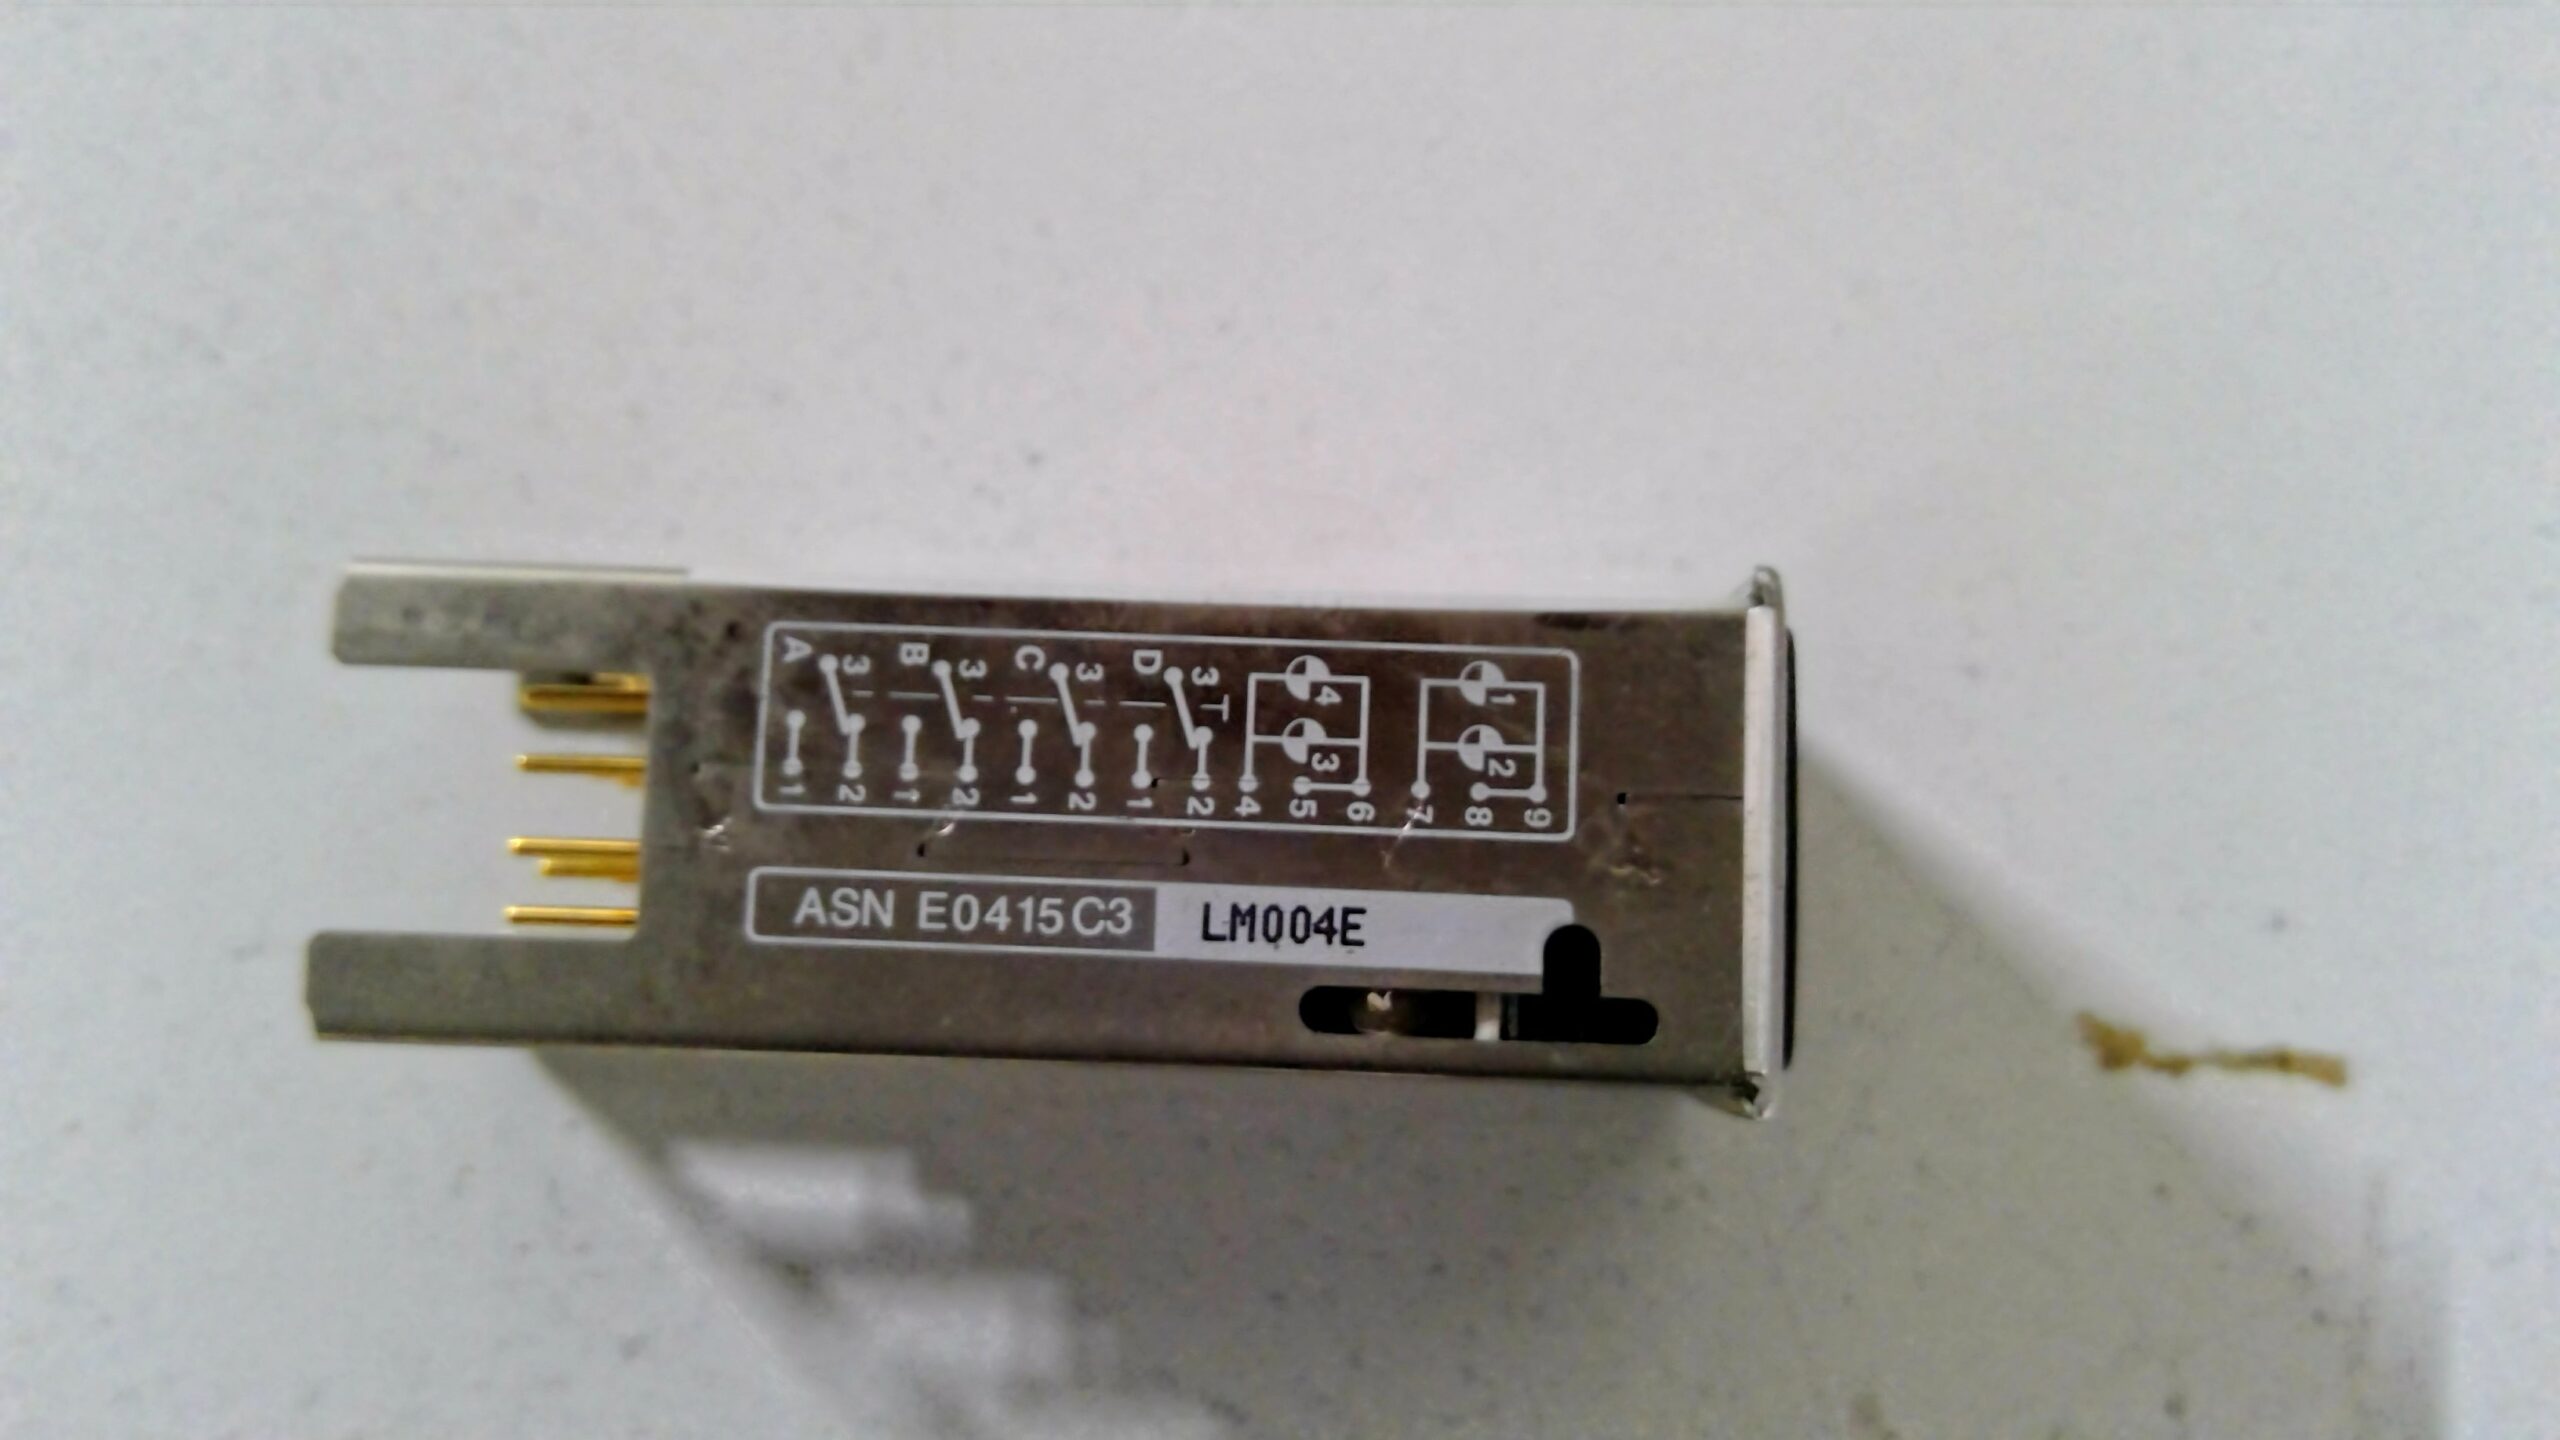 A 3 B 3 C 3 D 3 T 4 1
3 2
1 2 1 2 1 2 1 2 4 5 6 7 8 9
ASN E0415C3 LM004E